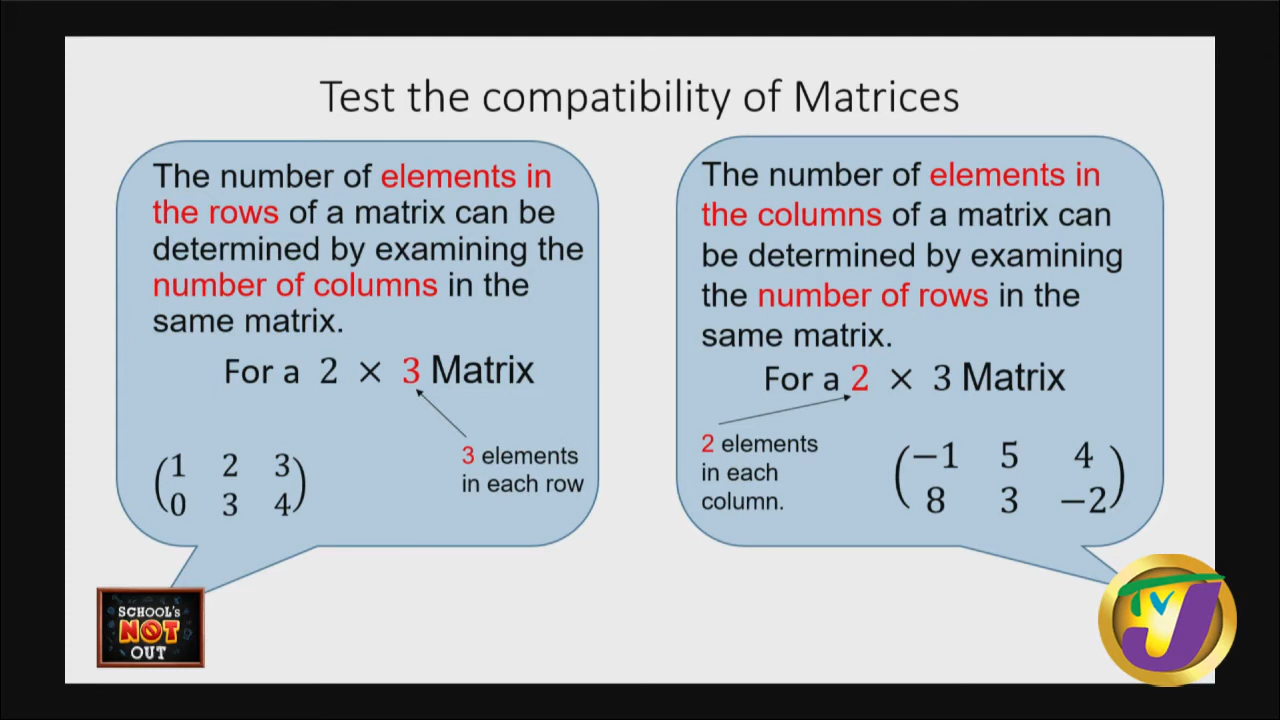 Test the compatibility of Matrices
The number of elements in
the rows of a matrix can be
determined by examining the
number of columns in the
same matrix.
For a 2 × 3 Matrix
3 elements
in each row
(1 2 3
0 3 4)
The number of elements in
the columns of a matrix can
be determined by examining
the number of rows in the
same matrix.
For a 2 × 3 Matrix
2 elements
in each
column.
(−1 5 4
8 3 −2)
SCHOOL's
NOT
OUT
TVJ